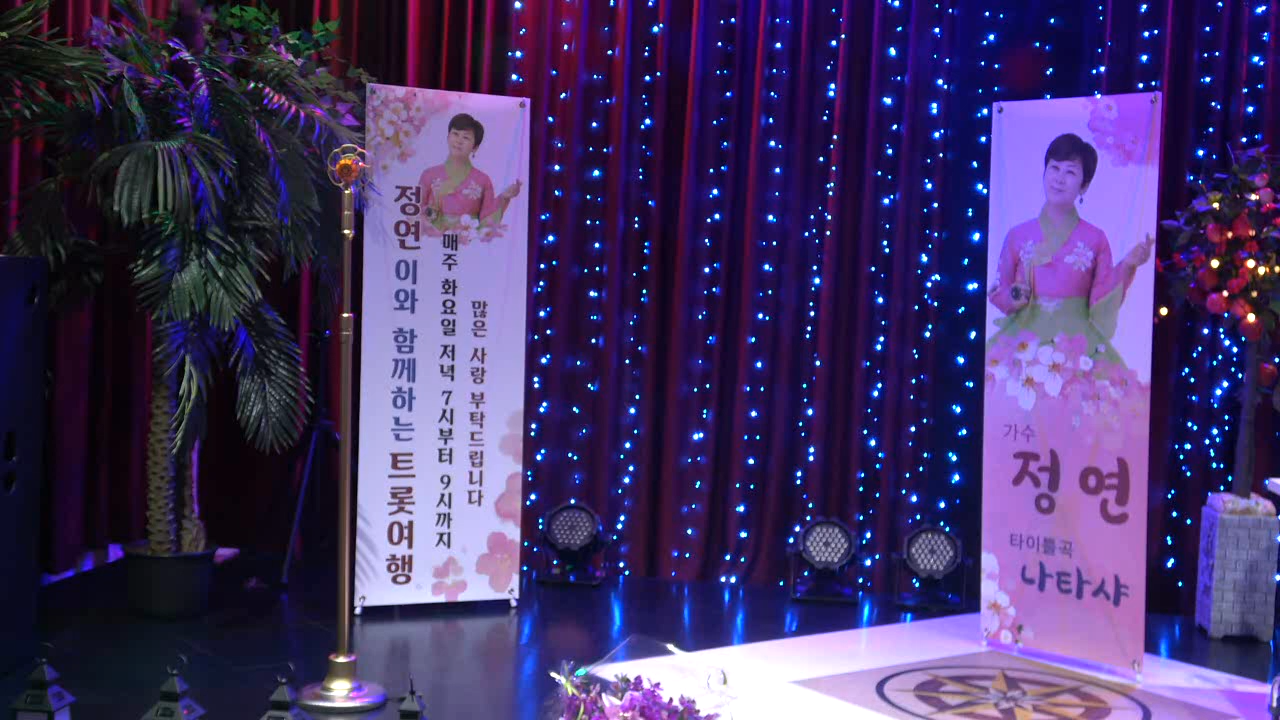 정연이와 함께하는 트롯여행
매주 화요일 저녁 7시부터 9시까지
많은 사랑 부탁드립니다
가수
정연
타이틀곡
나타샤